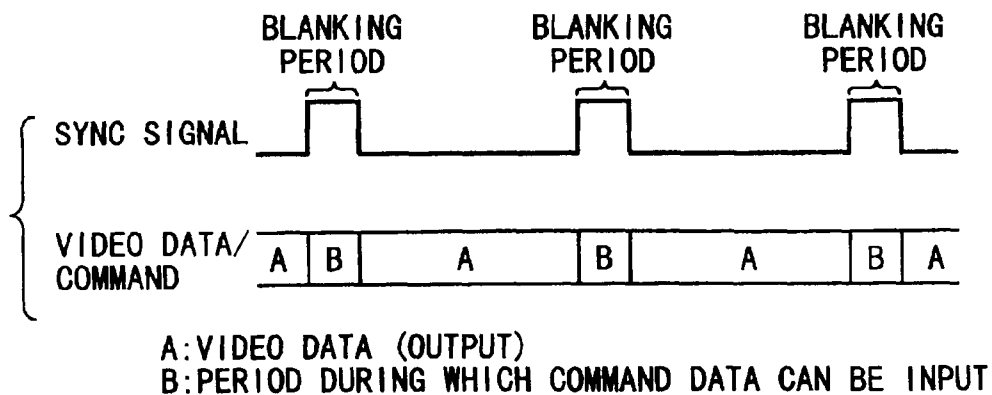 BLANKING PERIOD
BLANKING PERIOD
BLANKING PERIOD
SYNC SIGNAL
VIDEO DATA/
COMMAND
A B A B A B A
A:VIDEO DATA (OUTPUT)
B:PERIOD DURING WHICH COMMAND DATA CAN BE INPUT